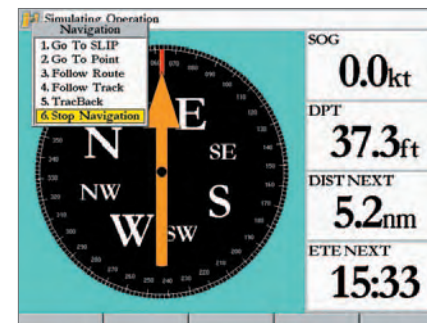 Simulating Operation
Navigation
1. Go To SLIP
2. Go To Point
3. Follow Route
4. Follow Track
5. TracBack
6. Stop Navigation
N
E
SE
S
SW
W
NW
SOG
0.0kt
DPT
37.3ft
DIST NEXT
5.2nm
ETE NEXT
15:33